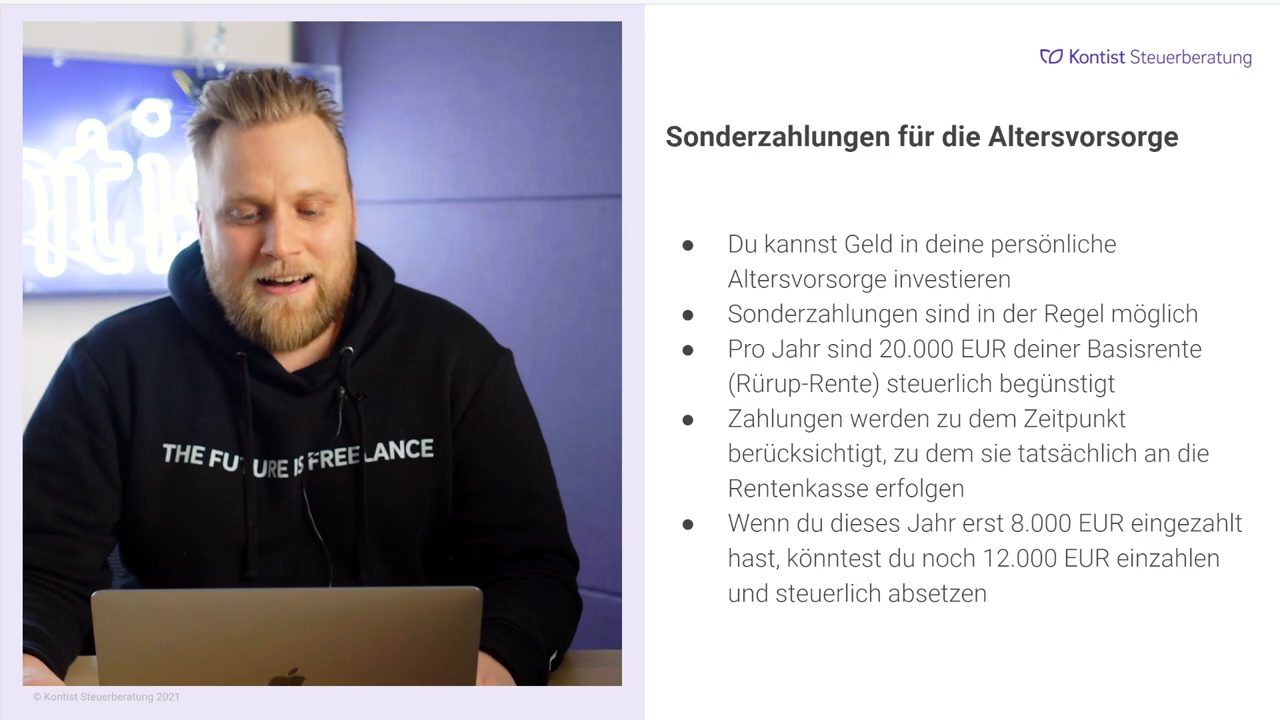 ntis
THE FUTURE IS FREELANCE
© Kontist Steuerberatung 2021
Kontist Steuerberatung
Sonderzahlungen für die Altersvorsorge
● Du kannst Geld in deine persönliche
Altersvorsorge investieren
● Sonderzahlungen sind in der Regel möglich
● Pro Jahr sind 20.000 EUR deiner Basisrente
(Rürup-Rente) steuerlich begünstigt
● Zahlungen werden zu dem Zeitpunkt
berücksichtigt, zu dem sie tatsächlich an die
Rentenkasse erfolgen
● Wenn du dieses Jahr erst 8.000 EUR eingezahlt
hast, könntest du noch 12.000 EUR einzahlen
und steuerlich absetzen